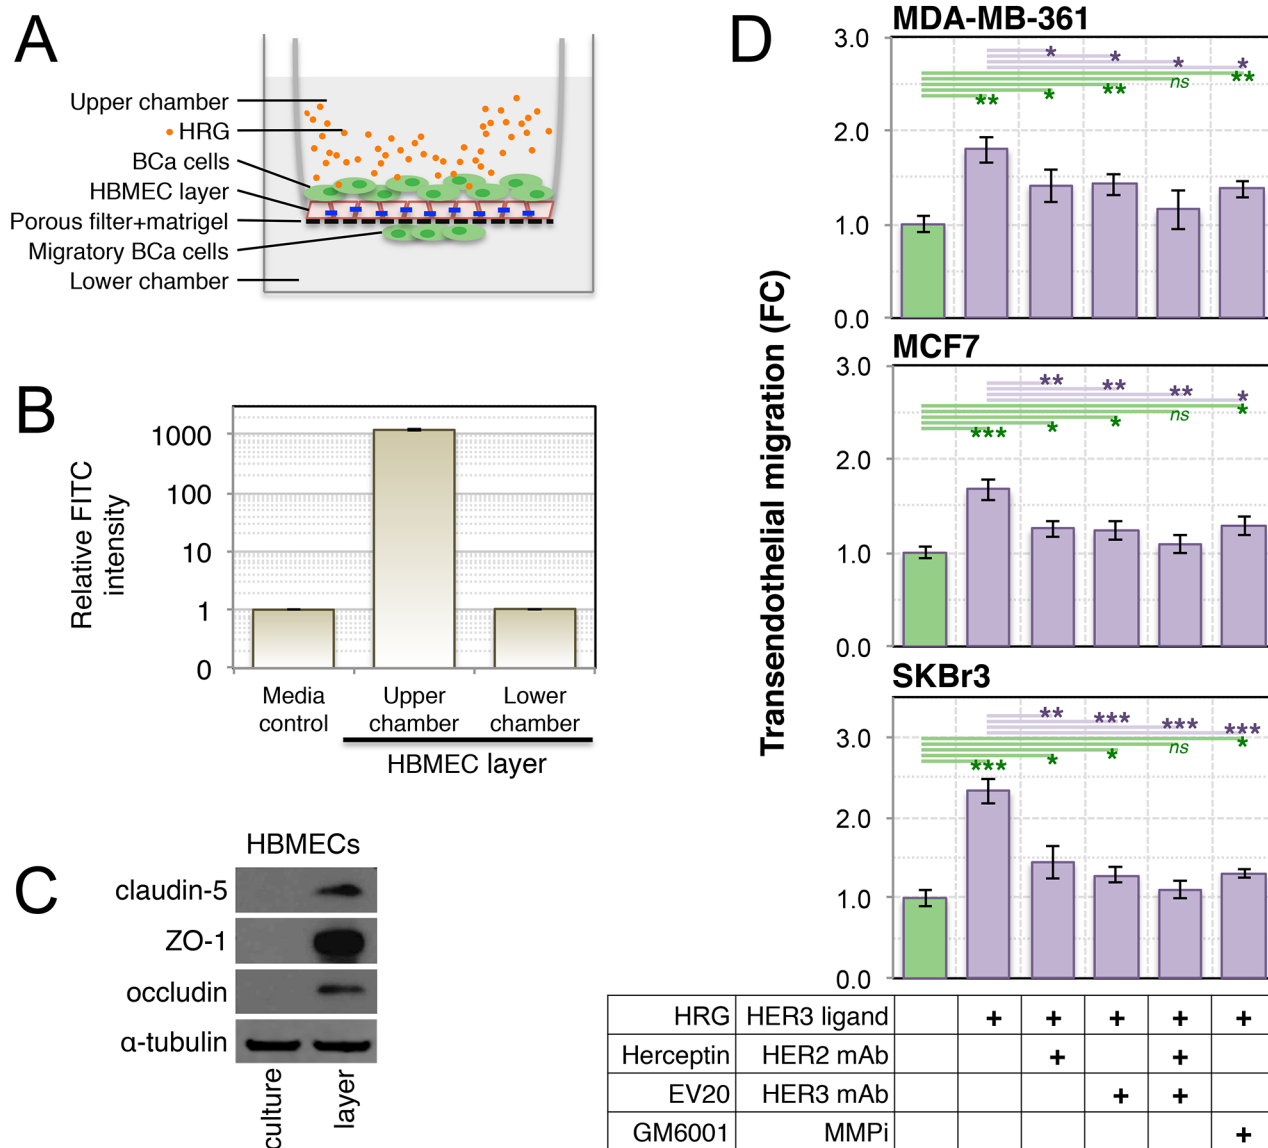 A
Upper chamber
HRG
BCa cells
HBMEC layer
Porous filter+matrigel
Migratory BCa cells
Lower chamber
B
Relative FITC
intensity
1000
100
10
1
0
Media
control
Upper
chamber
Lower
chamber
HBMEC layer
C
HBMECs
claudin-5
ZO-1
occludin
α-tubulin
culture
layer
D
Transendothelial migration (FC)
MDA-MB-361
3.0
2.0
1.0
0.0
* * * *
** * ** ns **
MCF7
3.0
2.0
1.0
0.0
** ** ** *
*** * * ns *
SKBr3
3.0
2.0
1.0
0.0
** *** *** ***
*** * * ns *
HRG HER3 ligand + + + + +
Herceptin HER2 mAb + +
EV20 HER3 mAb + +
GM6001 MMPi +